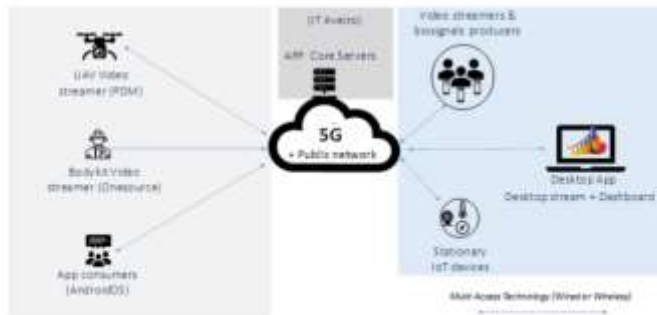 (IT Aveiro)
APP Core Servers
UAV Video
streamer (PDM)
Bodykit Video
streamer (Onesource)
App consumers
(AndroidOS)
5G
+ Public network
Video streamers &
biosignals producers
Desktop App
Desktop stream + Dashboard
Stationary
IoT devices
Multi-Access Technology (Wired or Wireless)